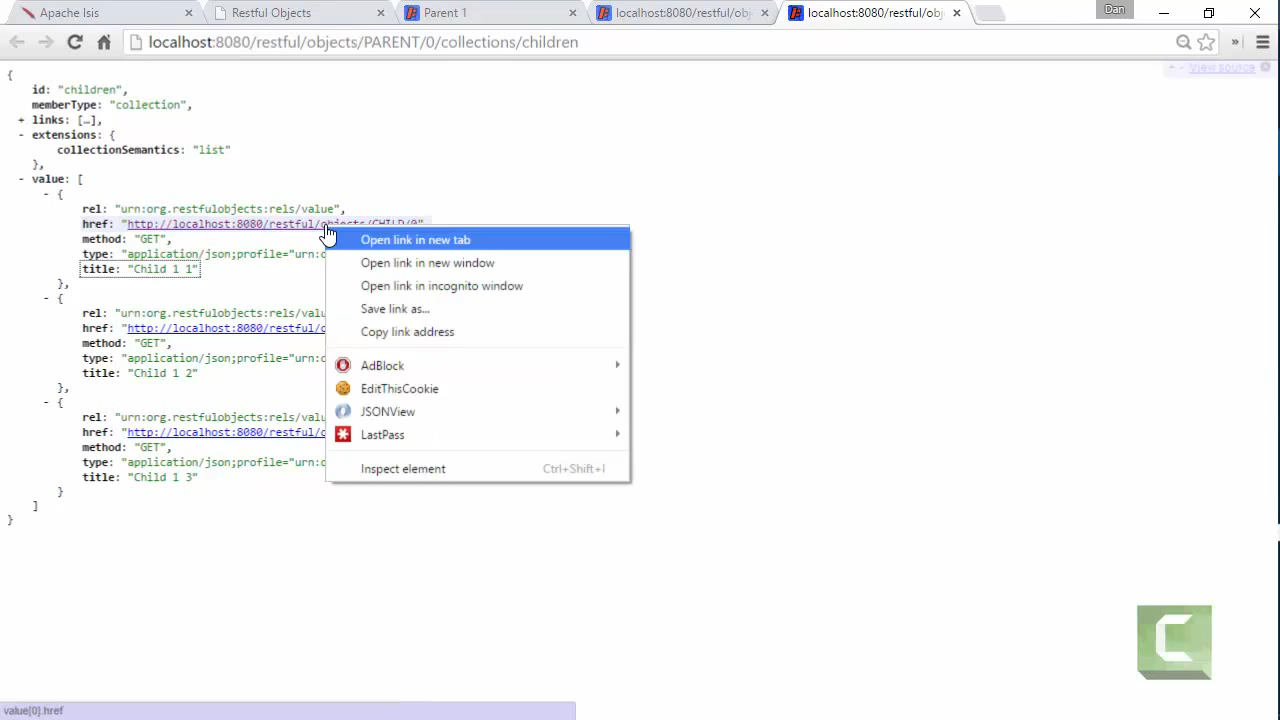 Apache Isis
Restful Objects
Parent 1
localhost:8080/restful/obj
localhost:8080/restful/obj
Dan
localhost:8080/restful/objects/PARENT/0/collections/children
{
+ - View source
id: "children",
memberType: "collection",
+ links: […],
- extensions: {
collectionSemantics: "list"
},
- value: [
- {
rel: "urn:org.restfulobjects:rels/value",
href: "http://localhost:8080/restful/objects/CHILD/0",
method: "GET",
type: "application/json;profile="urn:o
title: "Child 1 1"
},
- {
rel: "urn:org.restfulobjects:rels/valu
href: "http://localhost:8080/restful/o
method: "GET",
type: "application/json;profile="urn:o
title: "Child 1 2"
},
- {
rel: "urn:org.restfulobjects:rels/valu
href: "http://localhost:8080/restful/o
method: "GET",
type: "application/json;profile="urn:o
title: "Child 1 3"
}
]
}
Open link in new tab
Open link in new window
Open link in incognito window
Save link as...
Copy link address
AdBlock
EditThisCookie
JSONView
LastPass
Inspect element Ctrl+Shift+I
C
value[0].href